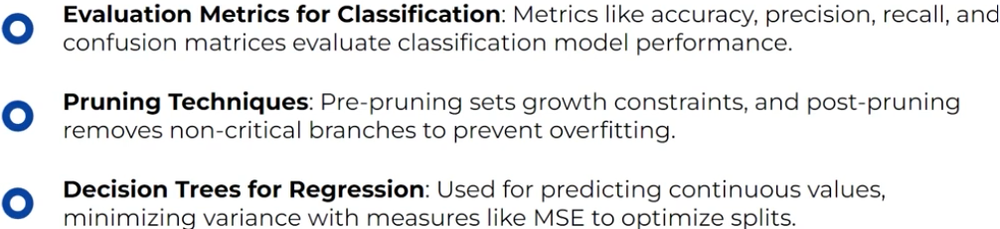 Evaluation Metrics for Classification: Metrics like accuracy, precision, recall, and
confusion matrices evaluate classification model performance.
Pruning Techniques: Pre-pruning sets growth constraints, and post-pruning
removes non-critical branches to prevent overfitting.
Decision Trees for Regression: Used for predicting continuous values,
minimizing variance with measures like MSE to optimize splits.